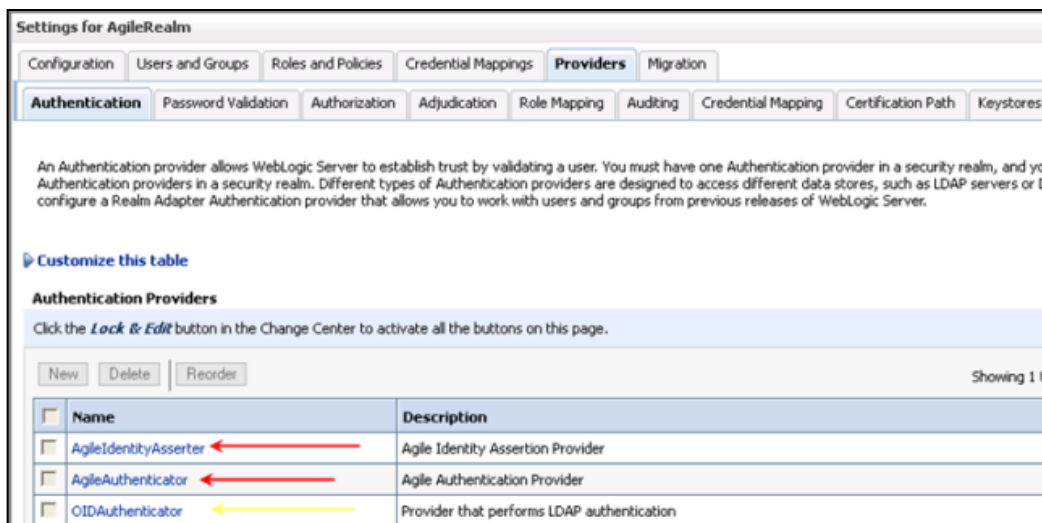 Settings for AgileRealm
Configuration Users and Groups Roles and Policies Credential Mappings Providers Migration
Authentication Password Validation Authorization Adjudication Role Mapping Auditing Credential Mapping Certification Path Keystores
An Authentication provider allows WebLogic Server to establish trust by validating a user. You must have one Authentication provider in a security realm, and
Authentication providers in a security realm. Different types of Authentication providers are designed to access different data stores, such as LDAP servers or
configure a Realm Adapter Authentication provider that allows you to work with users and groups from previous releases of WebLogic Server.
Customize this table
Authentication Providers
Click the Lock & Edit button in the Change Center to activate all the buttons on this page.
New Delete Reorder Showing 1
Name Description
AgileIdentityAsserter Agile Identity Assertion Provider
AgileAuthenticator Agile Authentication Provider
OIDAuthenticator Provider that performs LDAP authentication